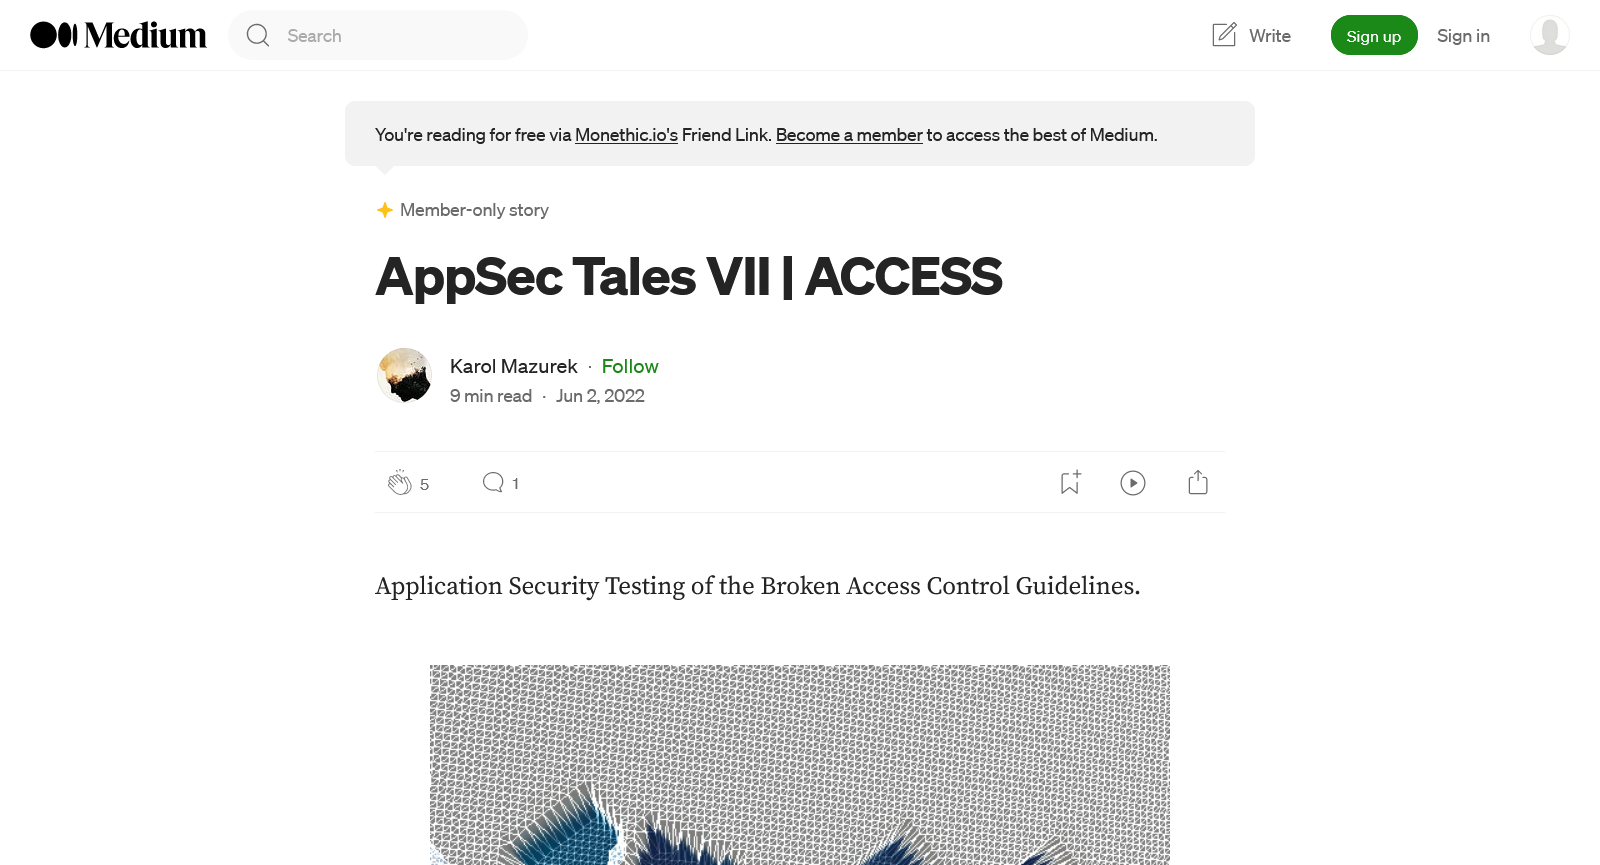 Medium
Search
Write
Sign up
Sign in
You're reading for free via Monethic.io's Friend Link. Become a member to access the best of Medium.
Member-only story
AppSec Tales VII | ACCESS
Karol Mazurek · Follow
9 min read · Jun 2, 2022
5
1
Application Security Testing of the Broken Access Control Guidelines.